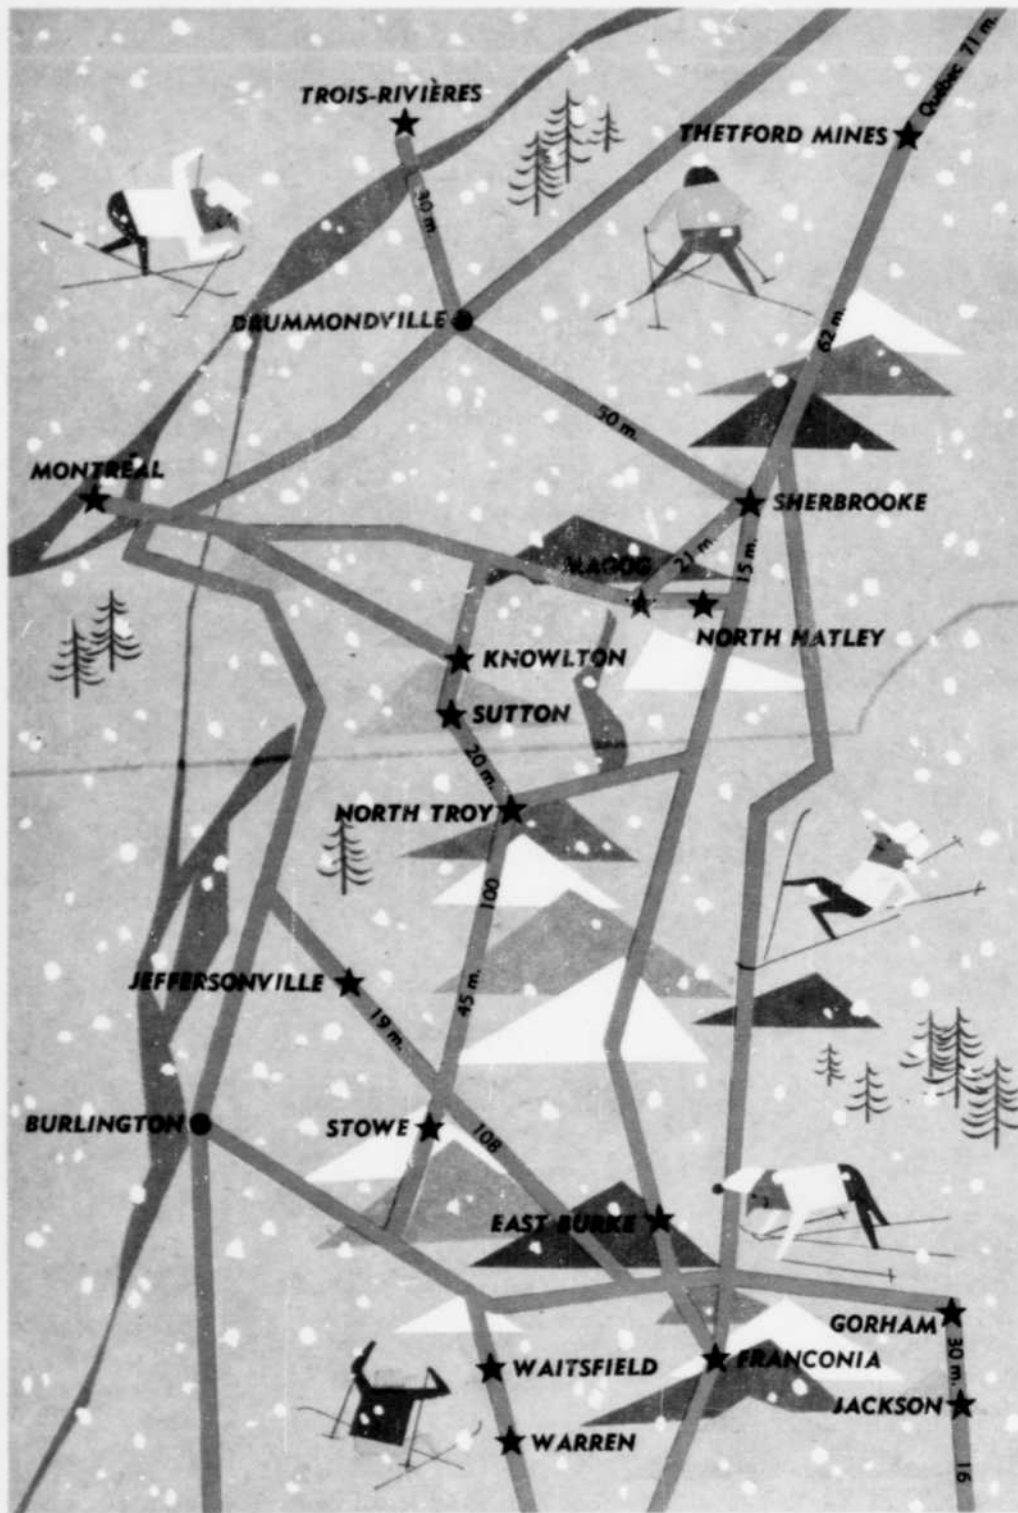 Québec 71 m.
TROIS-RIVIÈRES
THETFORD MINES
30 m.
DRUMMONDVILLE
62 m.
50 m.
MONTRÉAL
SHERBROOKE
MAGOG
21 m.
15 m.
NORTH HATLEY
KNOWLTON
SUTTON
20 m.
NORTH TROY
100
JEFFERSONVILLE
45 m.
19 m.
BURLINGTON
STOWE
108
EAST BURKE
GORHAM
30 m.
WAITSFIELD
FRANCONIA
JACKSON
WARREN
16